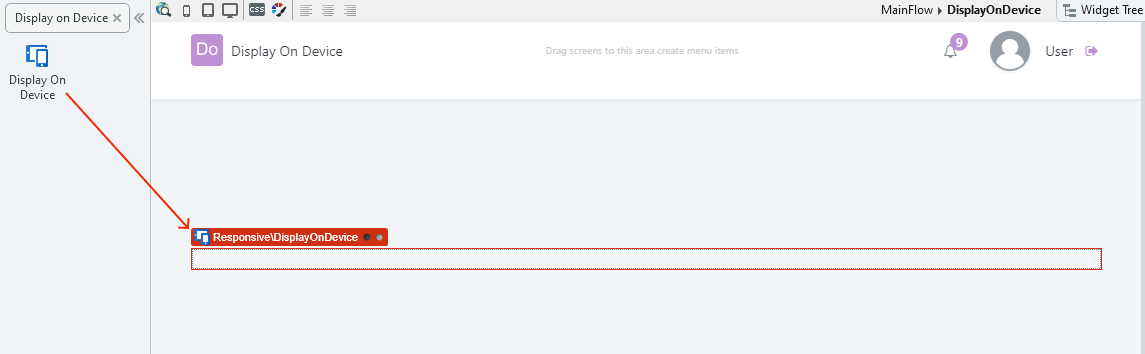 Display on Device
CSS
MainFlow DisplayOnDevice
Widget Tree
Display On
Device
Do
Display On Device
Drag screens to this area create menu items
9
User
Responsive\DisplayOnDevice